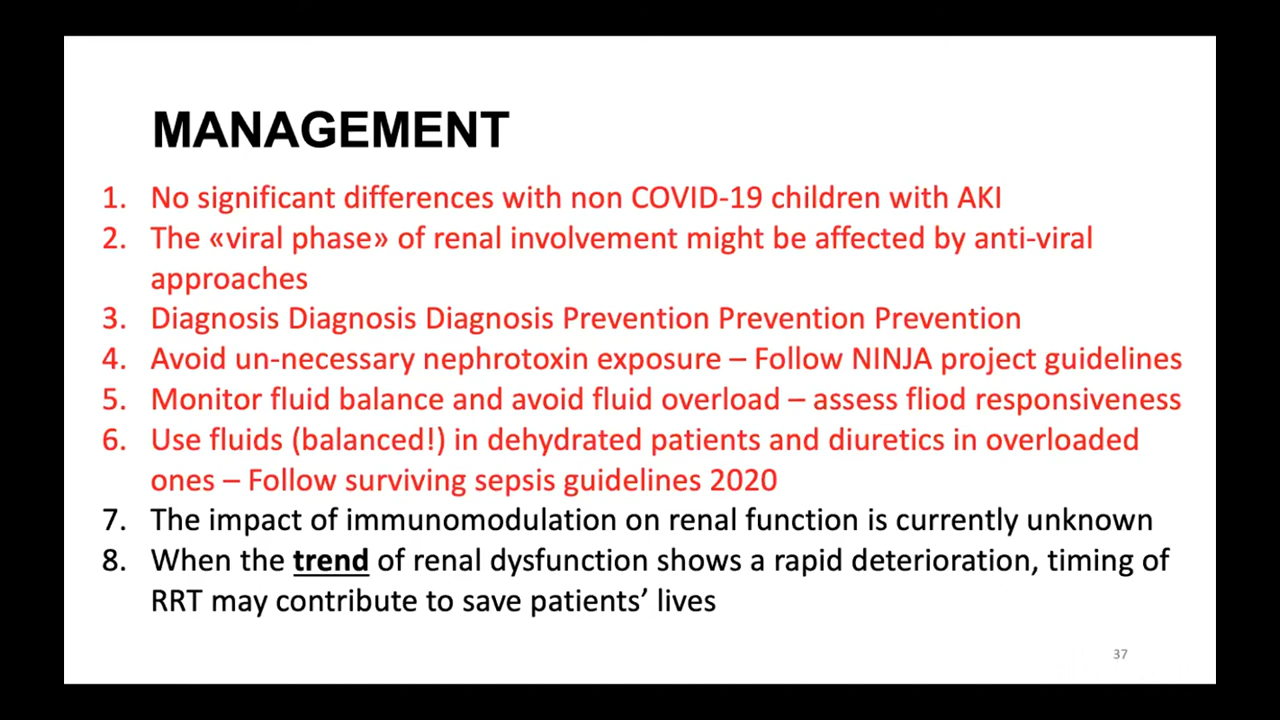 MANAGEMENT
1. No significant differences with non COVID-19 children with AKI
2. The «viral phase» of renal involvement might be affected by anti-viral
approaches
3. Diagnosis Diagnosis Diagnosis Prevention Prevention Prevention
4. Avoid un-necessary nephrotoxin exposure – Follow NINJA project guidelines
5. Monitor fluid balance and avoid fluid overload – assess fliod responsiveness
6. Use fluids (balanced!) in dehydrated patients and diuretics in overloaded
ones – Follow surviving sepsis guidelines 2020
7. The impact of immunomodulation on renal function is currently unknown
8. When the trend of renal dysfunction shows a rapid deterioration, timing of
RRT may contribute to save patients’ lives
37